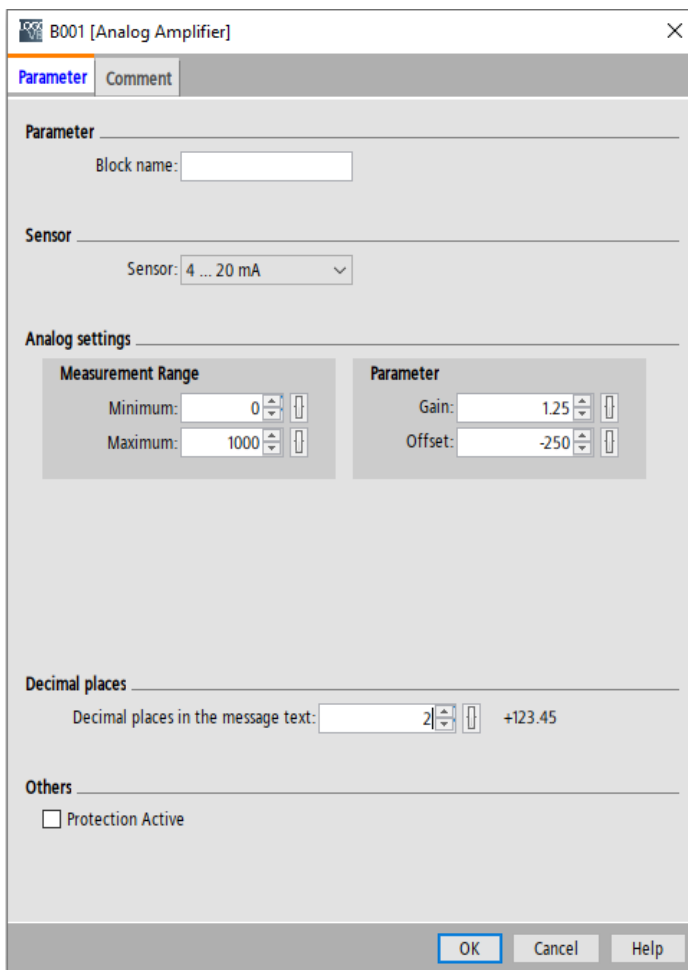 B001 [Analog Amplifier]
Parameter Comment
Parameter
Block name:
Sensor
Sensor: 4 ... 20 mA
Analog settings
Measurement Range
Minimum: 0
Maximum: 1000
Parameter
Gain: 1.25
Offset: -250
Decimal places
Decimal places in the message text: 2 +123.45
Others
Protection Active
OK Cancel Help